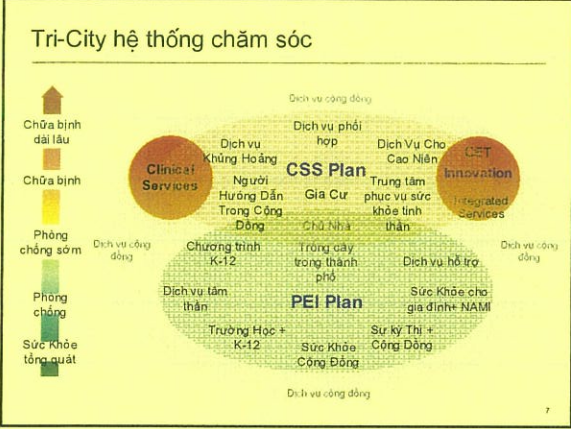 Tri-City hệ thống chăm sóc
Dịch vụ cộng đồng
Chữa bịnh
dài lâu
Chữa bịnh
Phòng
chống sớm
Phòng
chống
Sức Khỏe
tổng quát
Dịch vụ phối
hợp
Dịch vụ
Khủng Hoảng
Dịch Vụ Cho
Cao Niên
Clinical
Services
CSS Plan
CET
Innovation
Integrated
Services
Người
Hướng Dẫn
Trong Cộng
Đồng
Gia Cư
Trung tâm
phục vụ sức
khỏe tinh
thần
Chủ Nhà
Dịch vụ cộng
đồng
Chương trình
K-12
Trồng cây
trong thành
phố
Dịch vụ hỗ trợ
Dịch vụ cộng
đồng
Dịch vụ tâm
thần
PEI Plan
Sức Khỏe cho
gia đình+ NAMI
Trường Học +
K-12
Sức Khỏe
Cộng Đồng
Sự kỳ Thị +
Cộng Đồng
Dịch vụ cộng đồng
7